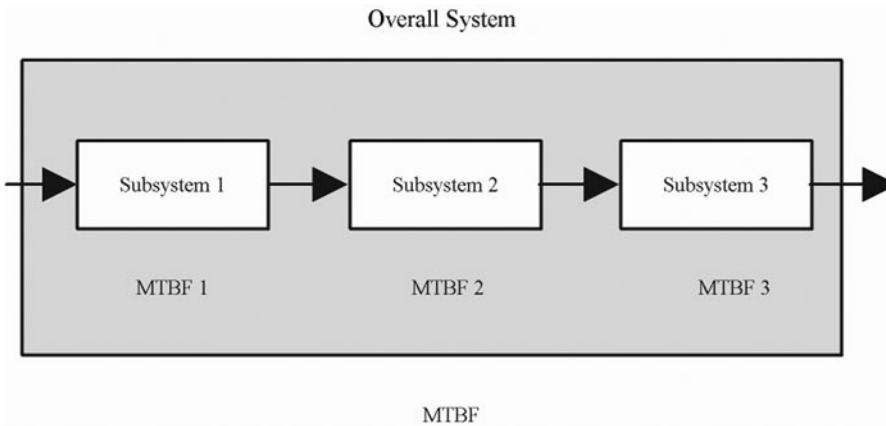 Overall System
Subsystem 1
Subsystem 2
Subsystem 3
MTBF 1
MTBF 2
MTBF 3
MTBF